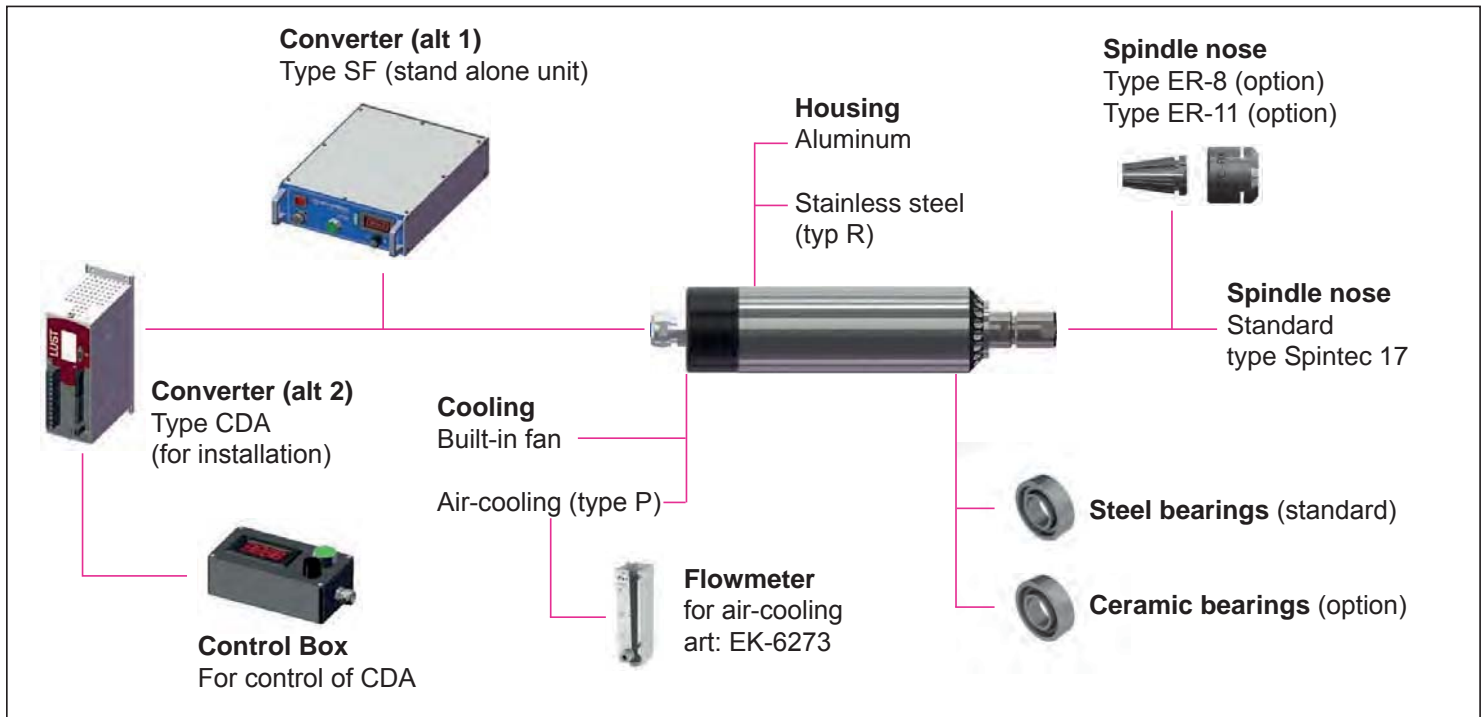 Converter (alt 1)
Type SF (stand alone unit)
Spindle nose
Type ER-8 (option)
Type ER-11 (option)
Housing
Aluminum
Stainless steel
(typ R)
Spindle nose
Standard
type Spintec 17
LUST
Converter (alt 2)
Type CDA
(for installation)
Cooling
Built-in fan
Air-cooling (type P)
Steel bearings (standard)
Flowmeter
for air-cooling
art: EK-6273
Ceramic bearings (option)
Control Box
For control of CDA